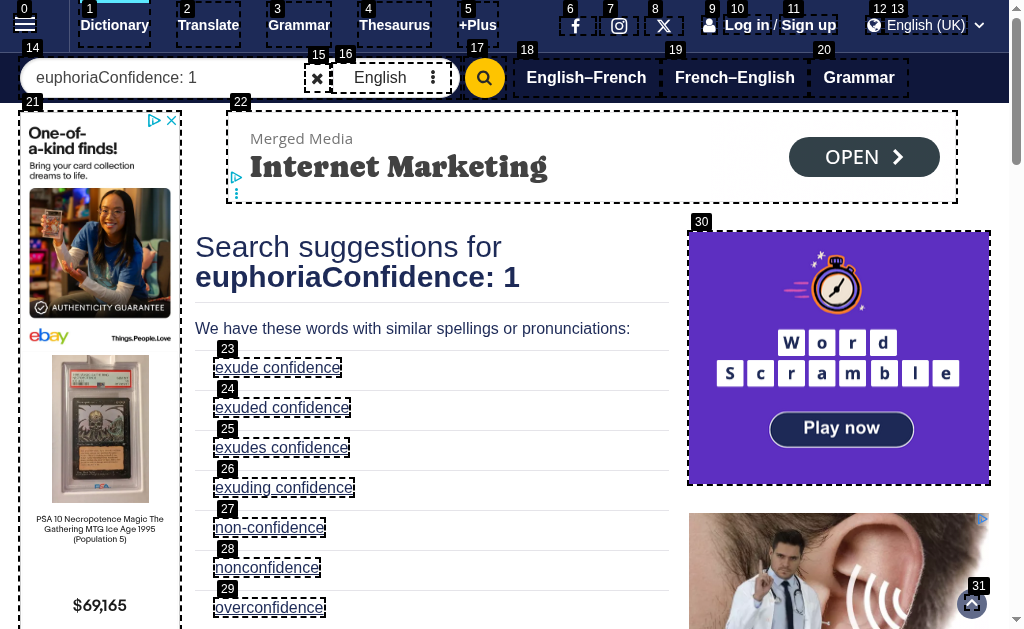 0 1 2 3 4 5 6 7 8 9 10 11 12 13
Dictionary Translate Grammar Thesaurus +Plus Log in / Sign up English (UK)
14 15 16 17 18 19 20
euphoriaConfidence: 1 English English–French French–English Grammar
21 22
One-of-
a-kind finds!
Bring your card collection
dreams to life.
AUTHENTICITY GUARANTEE
ebay Things.People.Love
PSA 10 Necropotence Magic The
Gathering MTG Ice Age 1995
(Population 5)
$69,165
Merged Media
Internet Marketing
OPEN
Search suggestions for
euphoriaConfidence: 1
We have these words with similar spellings or pronunciations:
23
exude confidence
24
exuded confidence
25
exudes confidence
26
exuding confidence
27
non-confidence
28
nonconfidence
29
overconfidence
30
Word
Scramble
Play now
31